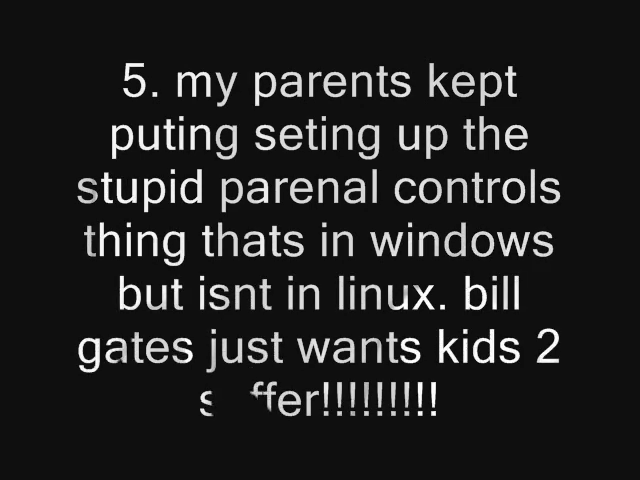 5. my parents kept
puting seting up the
stupid parenal controls
thing thats in windows
but isnt in linux. bill
gates just wants kids 2
suffer!!!!!!!!!